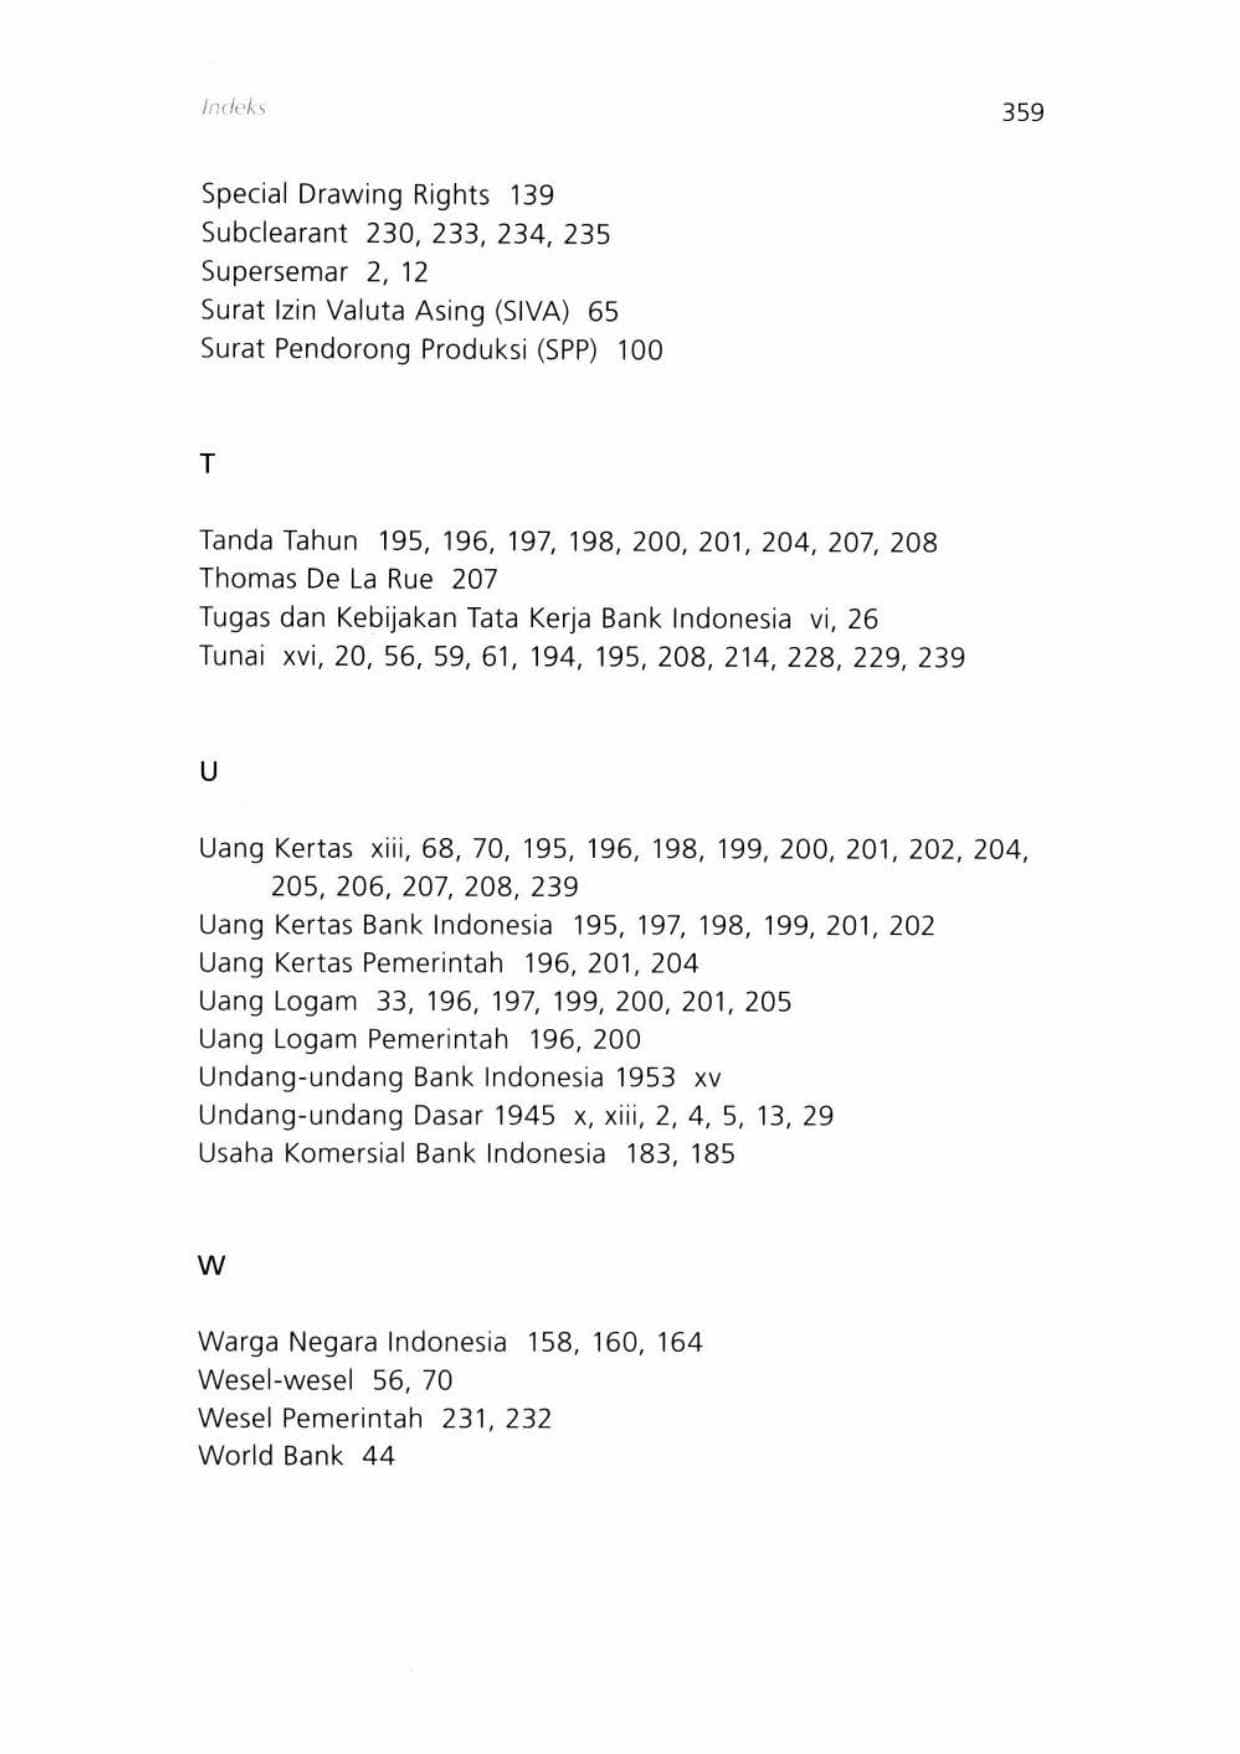 Indeks
359
Special Drawing Rights 139
Subclearant 230, 233, 234, 235
Supersemar 2, 12
Surat Izin Valuta Asing (SIVA) 65
Surat Pendorong Produksi (SPP) 100
T
Tanda Tahun 195, 196, 197, 198, 200, 201, 204, 207, 208
Thomas De La Rue 207
Tugas dan Kebijakan Tata Kerja Bank Indonesia vi, 26
Tunai xvi, 20, 56, 59, 61, 194, 195, 208, 214, 228, 229, 239
U
Uang Kertas xiii, 68, 70, 195, 196, 198, 199, 200, 201, 202, 204,
205, 206, 207, 208, 239
Uang Kertas Bank Indonesia 195, 197, 198, 199, 201, 202
Uang Kertas Pemerintah 196, 201, 204
Uang Logam 33, 196, 197, 199, 200, 201, 205
Uang Logam Pemerintah 196, 200
Undang-undang Bank Indonesia 1953 xv
Undang-undang Dasar 1945 x, xiii, 2, 4, 5, 13, 29
Usaha Komersial Bank Indonesia 183, 185
W
Warga Negara Indonesia 158, 160, 164
Wesel-wesel 56, 70
Wesel Pemerintah 231, 232
World Bank 44